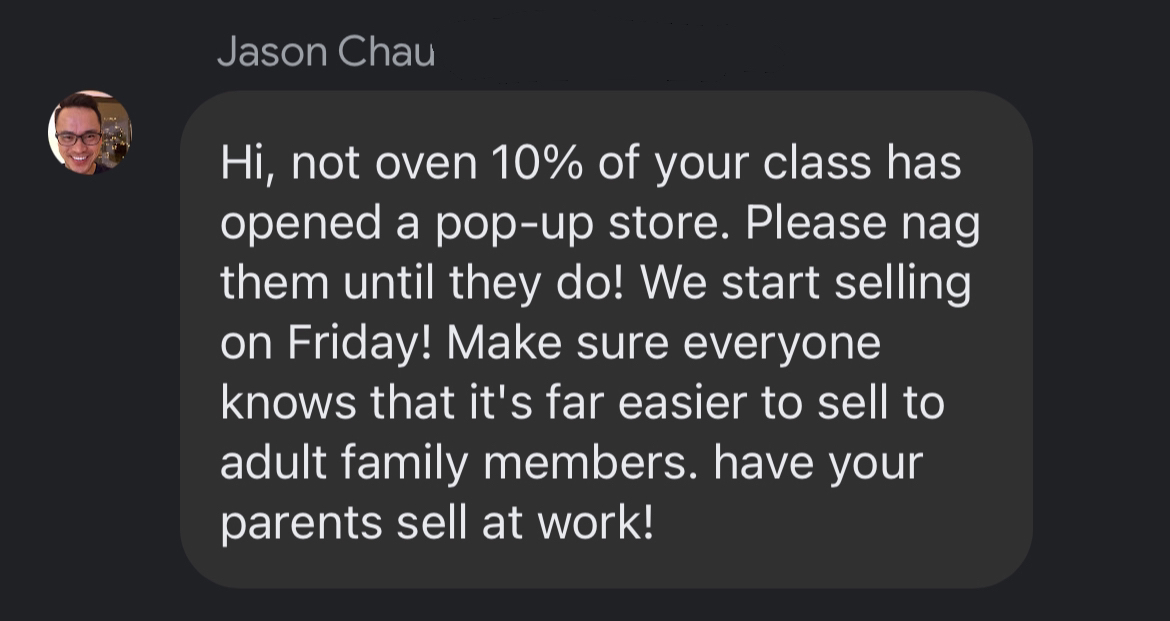 Jason Chau
Hi, not oven 10% of your class has
opened a pop-up store. Please nag
them until they do! We start selling
on Friday! Make sure everyone
knows that it's far easier to sell to
adult family members. have your
parents sell at work!